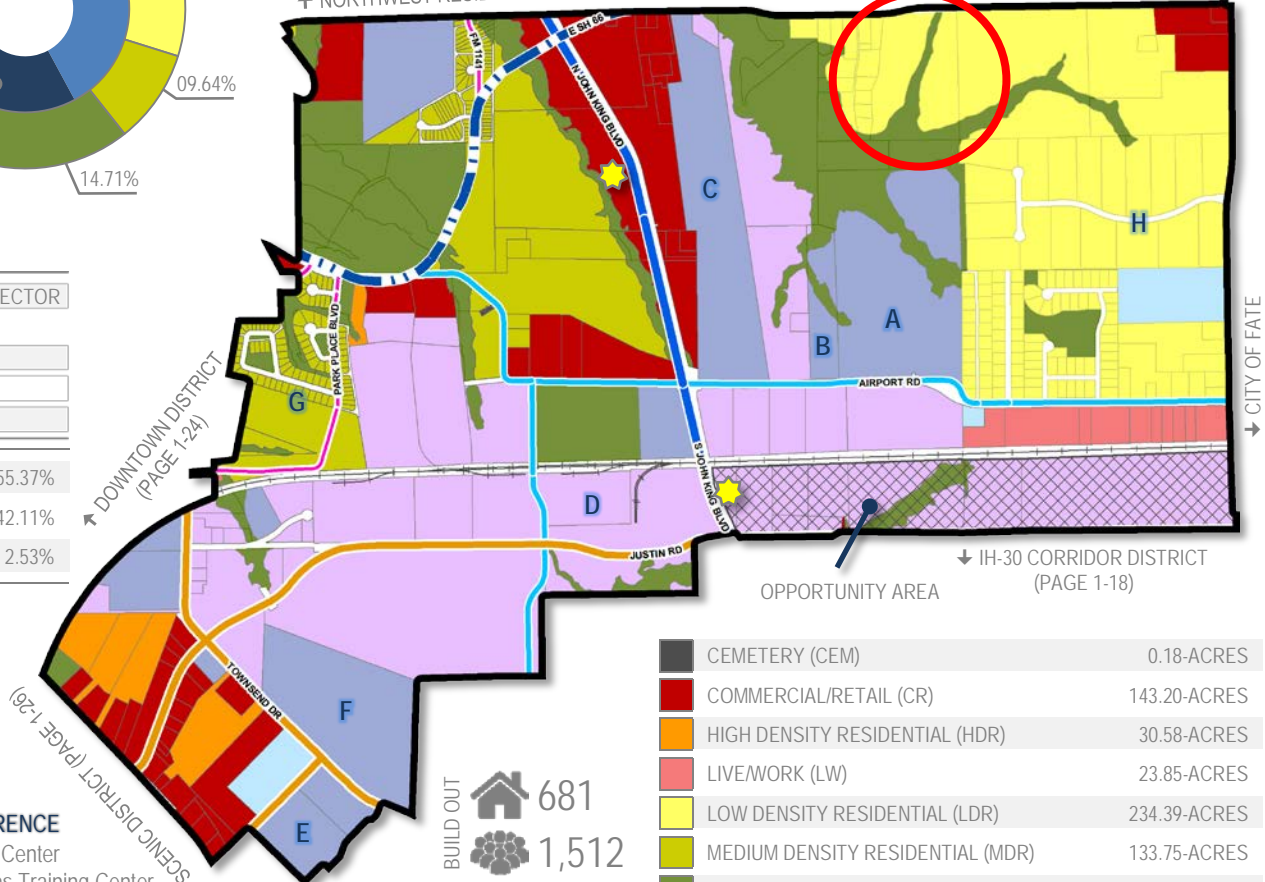 NORTHWEST RESI
09.64%
14.71%
ECTOR
55.37%
42.11%
2.53%
FM 1141
E SH 66
N JOHN KING BLVD
C
H
B
A
AIRPORT RD
PARK PLACE BLVD
G
DOWNTOWN DISTRICT
(PAGE 1-24)
CITY OF FATE
D
S JOHN KING BLVD
JUSTIN RD
OPPORTUNITY AREA
IH-30 CORRIDOR DISTRICT
(PAGE 1-18)
TOWNSEND DR
F
E
SCENIC DISTRICT (PAGE 1-26)
RENCE
Center
s Training Center
BUILD OUT
681
1,512
CEMETERY (CEM) 0.18-ACRES
COMMERCIAL/RETAIL (CR) 143.20-ACRES
HIGH DENSITY RESIDENTIAL (HDR) 30.58-ACRES
LIVE/WORK (LW) 23.85-ACRES
LOW DENSITY RESIDENTIAL (LDR) 234.39-ACRES
MEDIUM DENSITY RESIDENTIAL (MDR) 133.75-ACRES